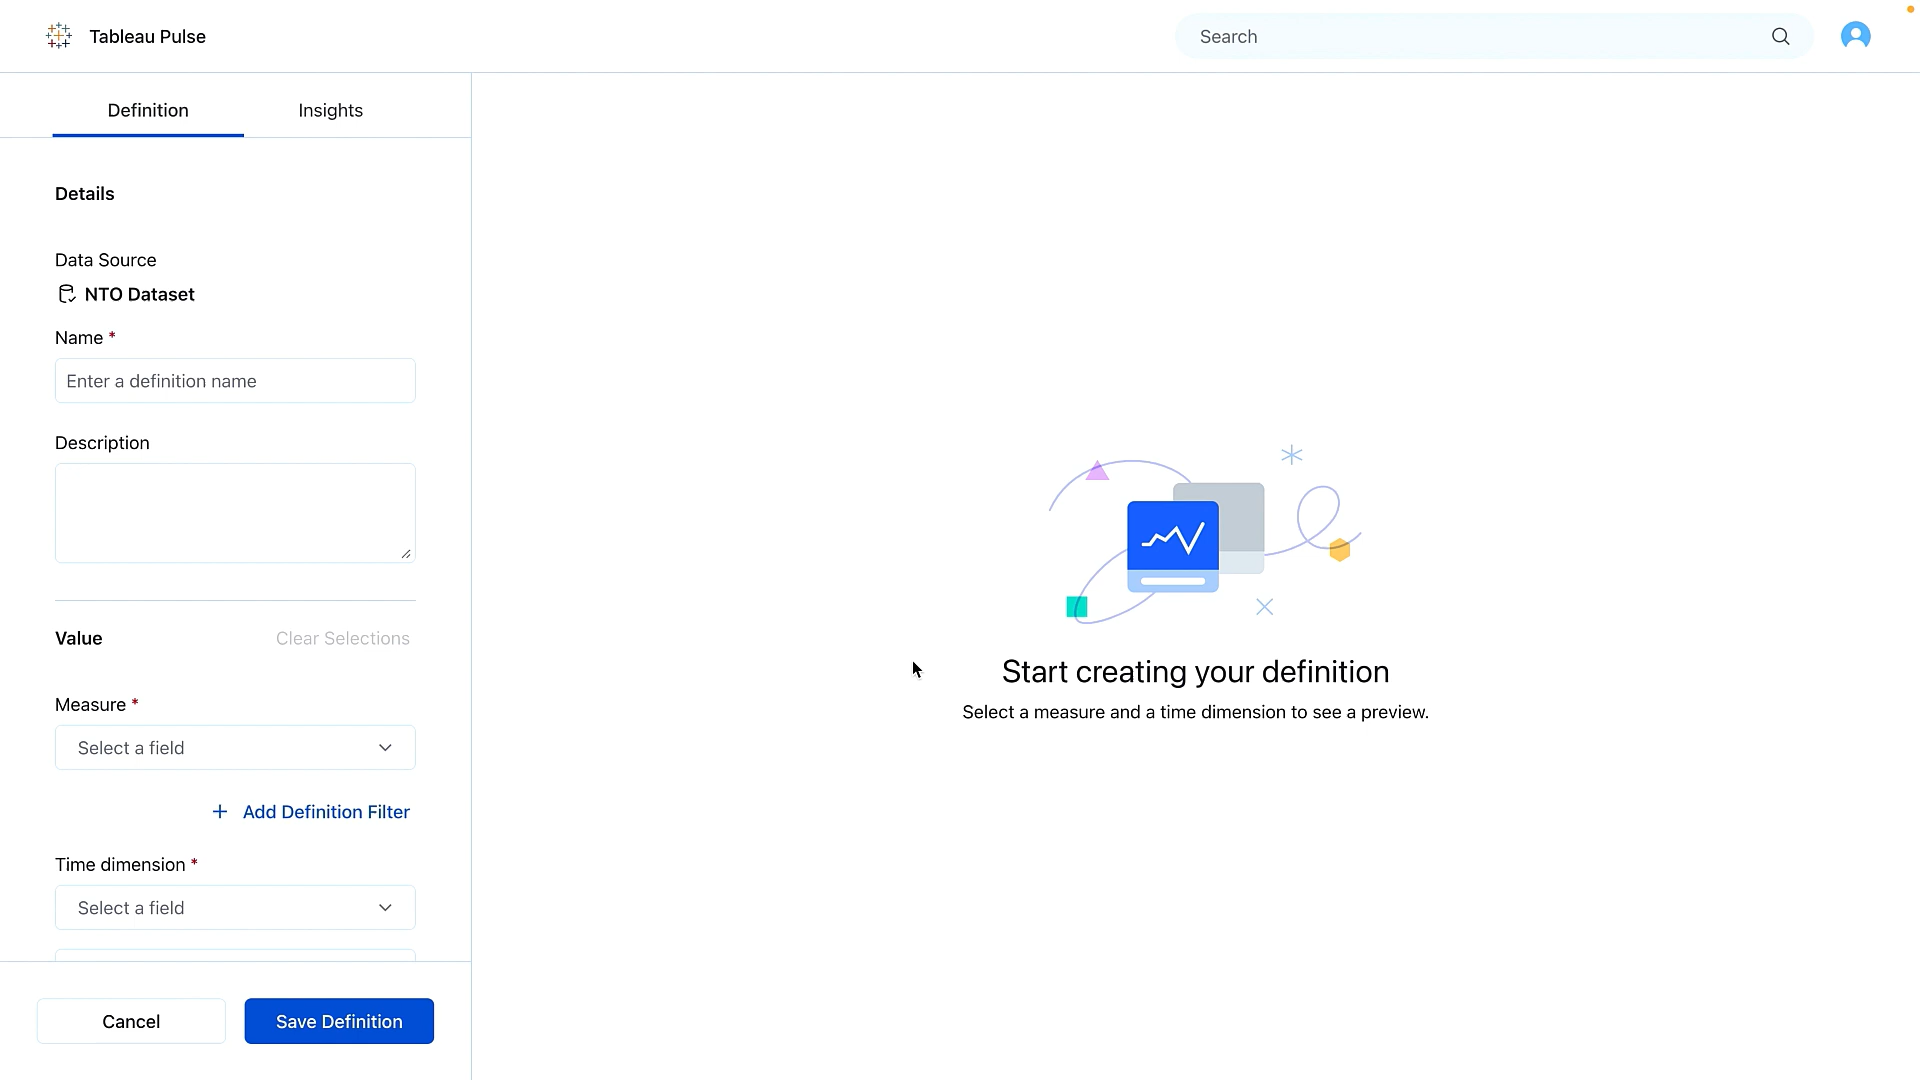 Tableau Pulse
Search
Definition
Insights
Details
Data Source
NTO Dataset
Name *
Enter a definition name
Description
Value
Clear Selections
Measure *
Select a field
+ Add Definition Filter
Time dimension *
Select a field
Cancel
Save Definition
Start creating your definition
Select a measure and a time dimension to see a preview.